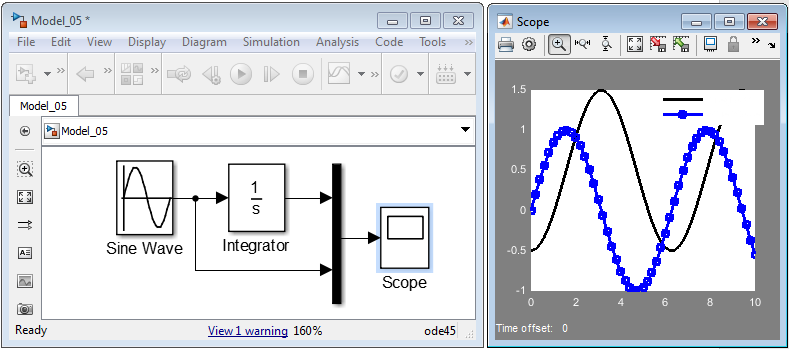 Model_05 *
File Edit View Display Diagram Simulation Analysis Code Tools »
» » »
Model_05
Model_05
Sine Wave
1
s
Integrator
Scope
Ready View 1 warning 160% ode45
Scope
»
1.5
1
0.5
0
-0.5
-1
0 2 4 6 8 10
Time offset: 0